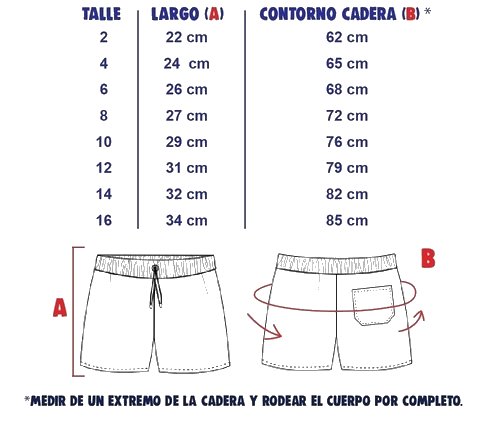 TALLE LARGO (A) CONTORNO CADERA (B) *
2 22 cm 62 cm
4 24 cm 65 cm
6 26 cm 68 cm
8 27 cm 72 cm
10 29 cm 76 cm
12 31 cm 79 cm
14 32 cm 82 cm
16 34 cm 85 cm
B
A
*MEDIR DE UN EXTREMO DE LA CADERA Y RODEAR EL CUERPO POR COMPLETO.